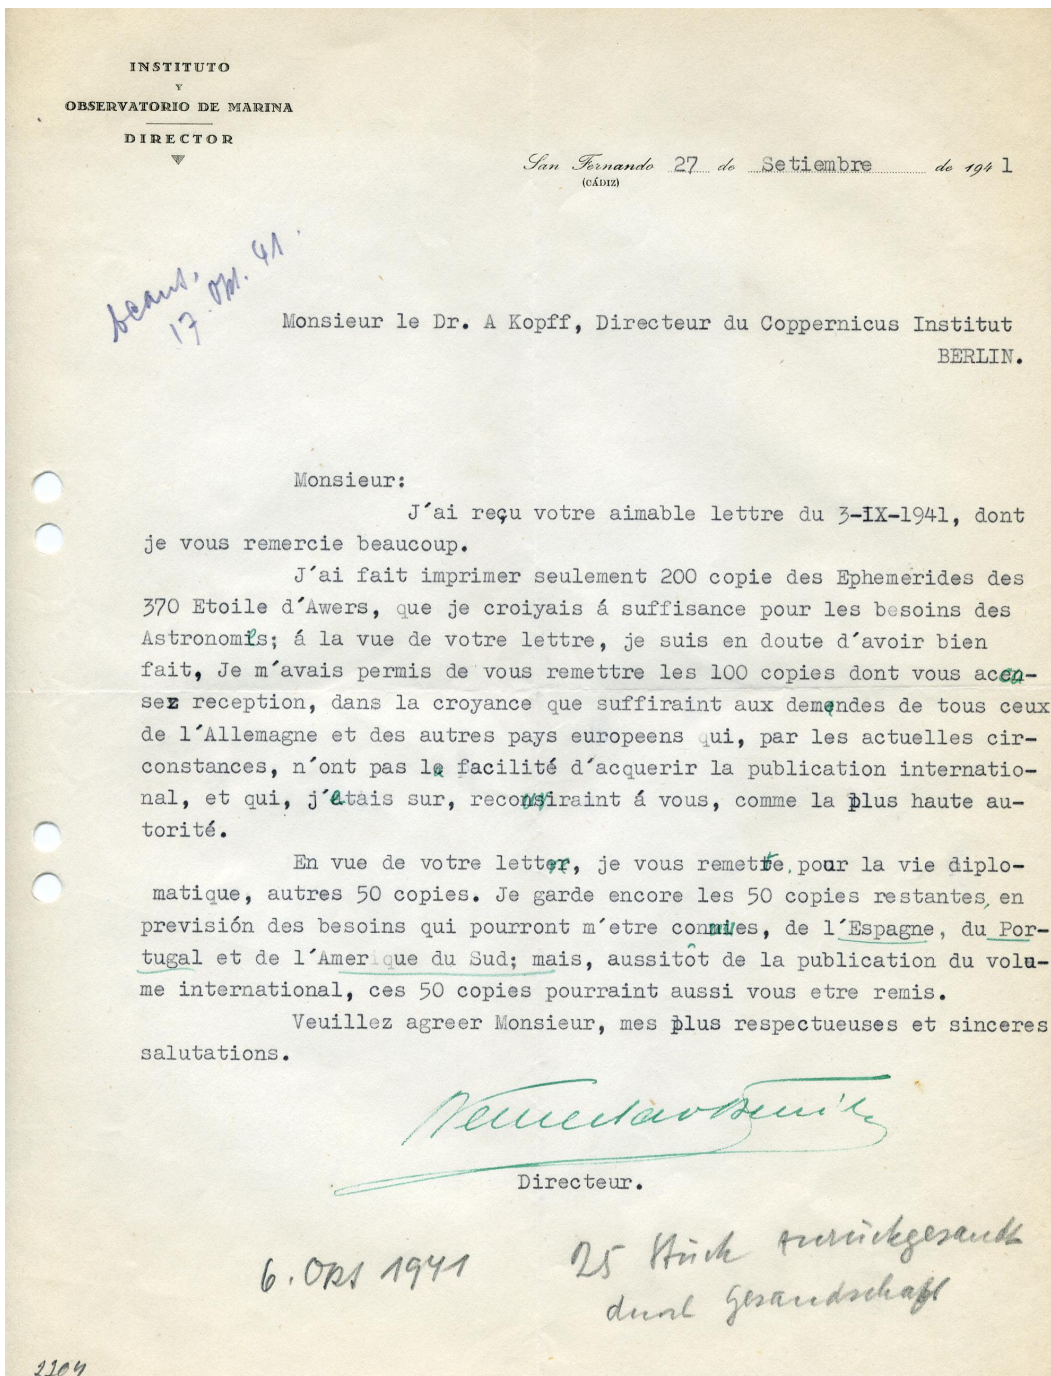 INSTITUTO
Y
OBSERVATORIO DE MARINA
DIRECTOR
San Fernando 27 de Setiembre de 1941
(CÁDIZ)
beant.
17. Okt. 41.
Monsieur le Dr. A Kopff, Directeur du Coppernicus Institut
BERLIN.
Monsieur:
J´ai reçu votre aimable lettre du 3-IX-1941, dont
je vous remercie beaucoup.
J´ai fait imprimer seulement 200 copie des Ephemerides des
370 Etoile d´Awers, que je croiyais á suffisance pour les besoins des
Astronomes; á la vue de votre lettre, je suis en doute d´avoir bien
fait, Je m´avais permis de vous remettre les 100 copies dont vous accu-
sez reception, dans la croyance que suffiraint aux demandes de tous ceux
de l´Allemagne et des autres pays europeens qui, par les actuelles cir-
constances, n´ont pas la facilité d´acquerir la publication internatio-
nal, et qui, j´etais sur, recouriraint á vous, comme la plus haute au-
torité.
En vue de votre letter, je vous remettre, pour la vie diplo-
matique, autres 50 copies. Je garde encore les 50 copies restantes, en
previsión des besoins qui pourront m´etre connues, de l´Espagne, du Por-
tugal et de l´Amerique du Sud; mais, aussitôt de la publication du volu-
me international, ces 50 copies pourraint aussi vous etre remis.
Veuillez agreer Monsieur, mes plus respectueuses et sinceres
salutations.
Directeur.
6. Okt 1941
25 Stück zurückgesandt
durch Gesandschaft
2204